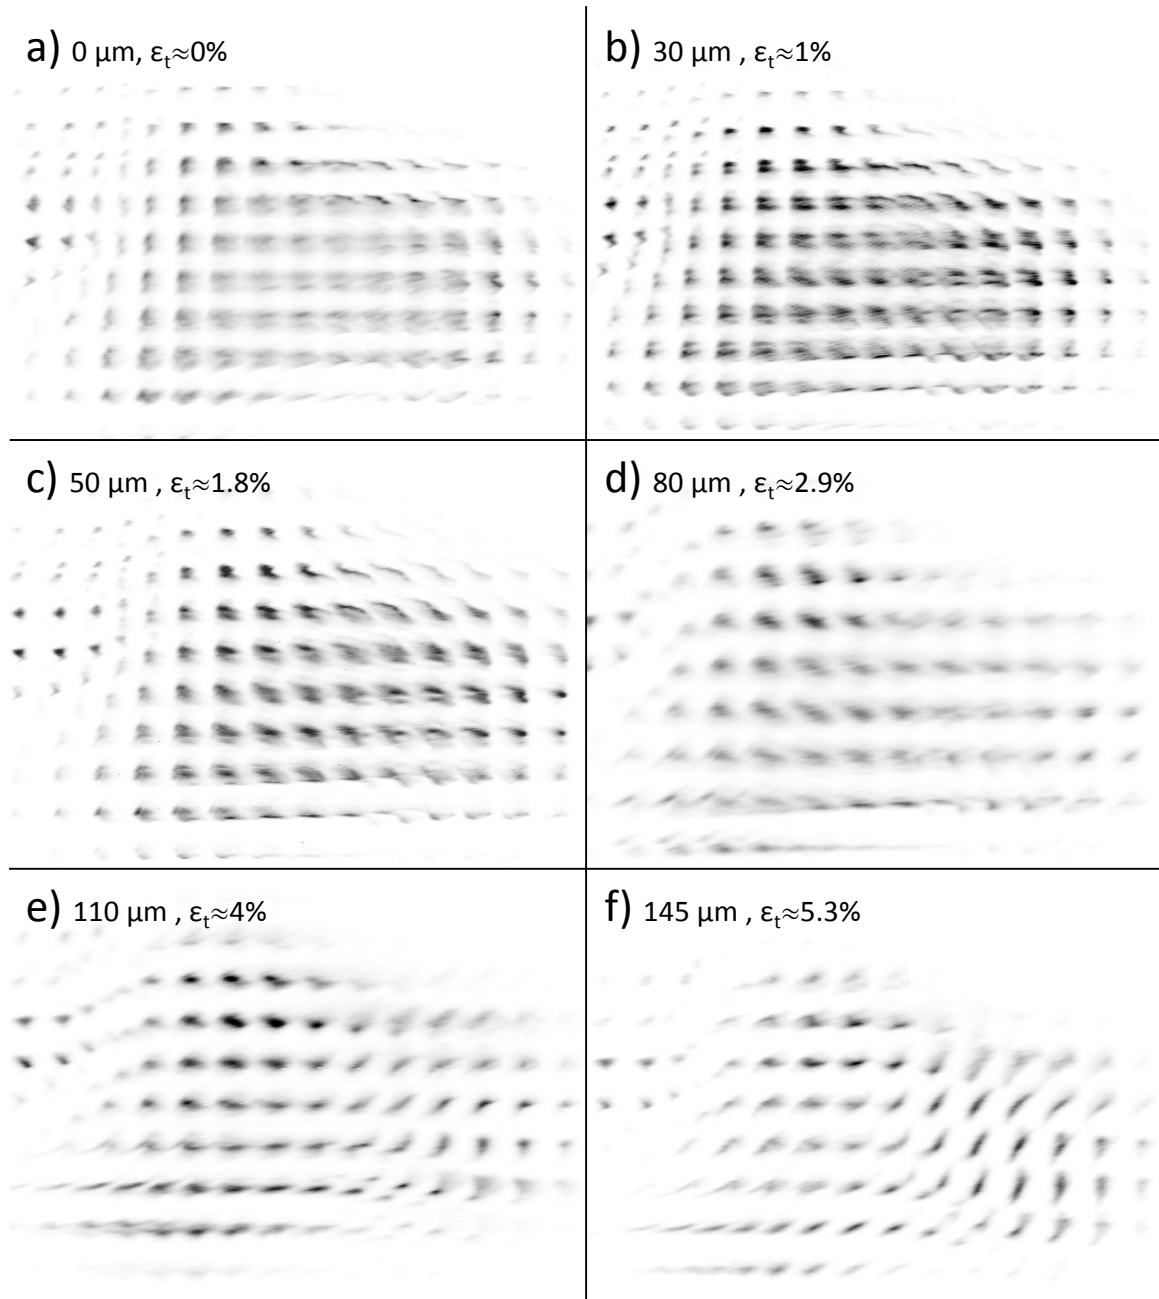 a) 0 µm, εt≈0%
b) 30 µm , εt≈1%
c) 50 µm , εt≈1.8%
d) 80 µm , εt≈2.9%
e) 110 µm , εt≈4%
f) 145 µm , εt≈5.3%